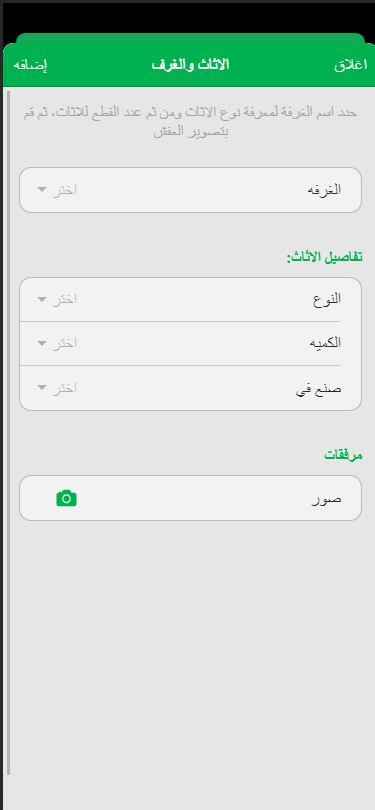 اغلاق
الاثاث والغرف
إضافه
حدد اسم الغرفة لمعرفة نوع الاثاث ومن ثم عدد القطع للاثاث، ثم قم
بتصوير العفش
الغرفه
اختر
تفاصيل الاثاث:
النوع
اختر
الكميه
اختر
صنع في
اختر
مرفقات
صور